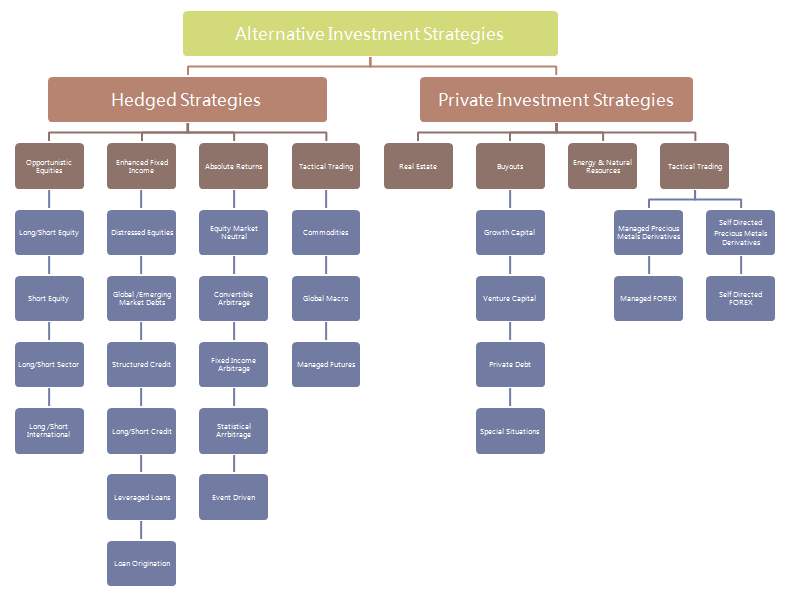 Alternative Investment Strategies
Hedged Strategies
Private Investment Strategies
Opportunistic
Equities
Enhanced Fixed
Income
Absolute Returns
Tactical Trading
Real Estate
Buyouts
Energy & Natural
Resources
Tactical Trading
Long/Short Equity
Distressed Equities
Equity Market
Neutral
Commodities
Growth Capital
Managed Precious
Metals Derivatives
Self Directed
Precious Metals
Derivatives
Short Equity
Global /Emerging
Market Debts
Convertible
Arbitrage
Global Macro
Venture Capital
Managed FOREX
Self Directed
FOREX
Long/Short Sector
Structured Credit
Fixed Income
Arbitrage
Managed Futures
Private Debt
Long /Short
International
Long/Short Credit
Statistical
Arrbitrage
Special Situations
Leveraged Loans
Event Driven
Loan Origination